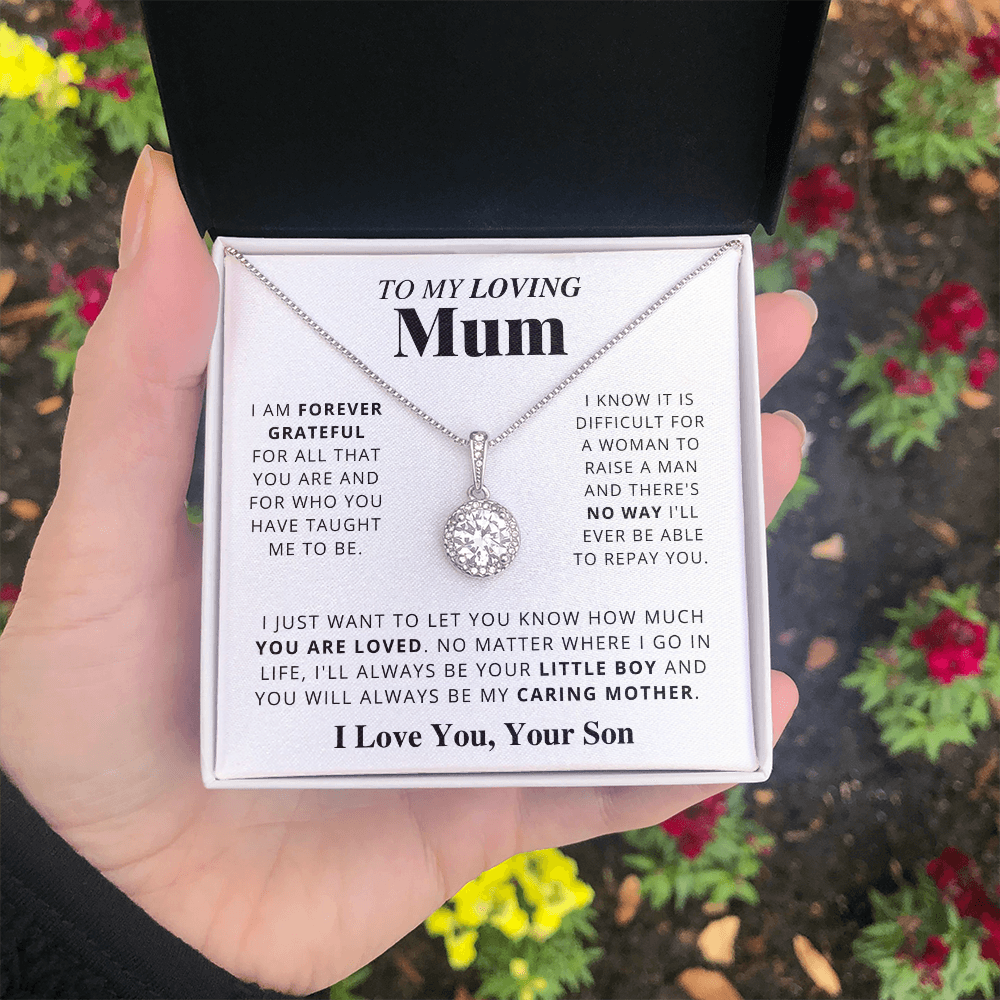 TO MY LOVING
Mum
I AM FOREVER
GRATEFUL
FOR ALL THAT
YOU ARE AND
FOR WHO YOU
HAVE TAUGHT
ME TO BE.
I KNOW IT IS
DIFFICULT FOR
A WOMAN TO
RAISE A MAN
AND THERE'S
NO WAY I'LL
EVER BE ABLE
TO REPAY YOU.
I JUST WANT TO LET YOU KNOW HOW MUCH
YOU ARE LOVED. NO MATTER WHERE I GO IN
LIFE, I'LL ALWAYS BE YOUR LITTLE BOY AND
YOU WILL ALWAYS BE MY CARING MOTHER.
I Love You, Your Son